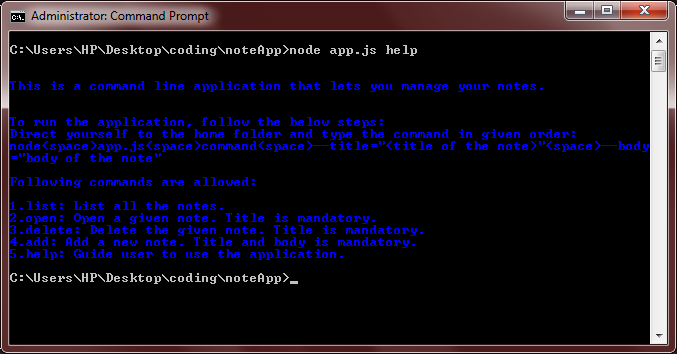 Administrator: Command Prompt
C:\Users\HP\Desktop\coding\noteApp>node app.js help
This is a command line application that lets you manage your notes.
To run the application, follow the below steps:
Direct yourself to the home folder and type the command in given order:
node<space>app.js<space>command<space>--title="<title of the note>"<space>--body
="body of the note"
Following commands are allowed:
1.list: List all the notes.
2.open: Open a given note. Title is mandatory.
3.delete: Delete the given note. Title is mandatory.
4.add: Add a new note. Title and body is mandatory.
5.help: Guide user to use the application.
C:\Users\HP\Desktop\coding\noteApp>_